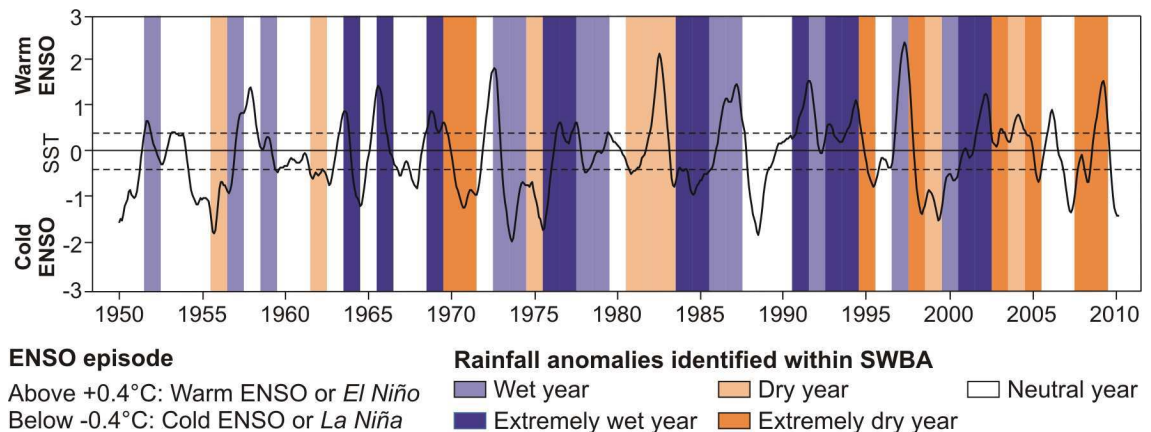 3
2
1
0
-1
-2
-3
Warm
ENSO
SST
Cold
ENSO
1950 1955 1960 1965 1970 1975 1980 1985 1990 1995 2000 2005 2010
ENSO episode
Above +0.4°C: Warm ENSO or El Niño
Below -0.4°C: Cold ENSO or La Niña
Rainfall anomalies identified within SWBA
Wet year Dry year Neutral year
Extremely wet year Extremely dry year